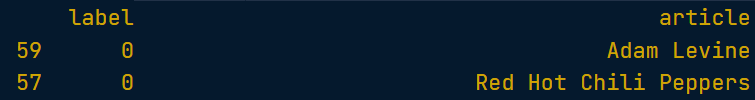 label article
59 0 Adam Levine
57 0 Red Hot Chili Peppers